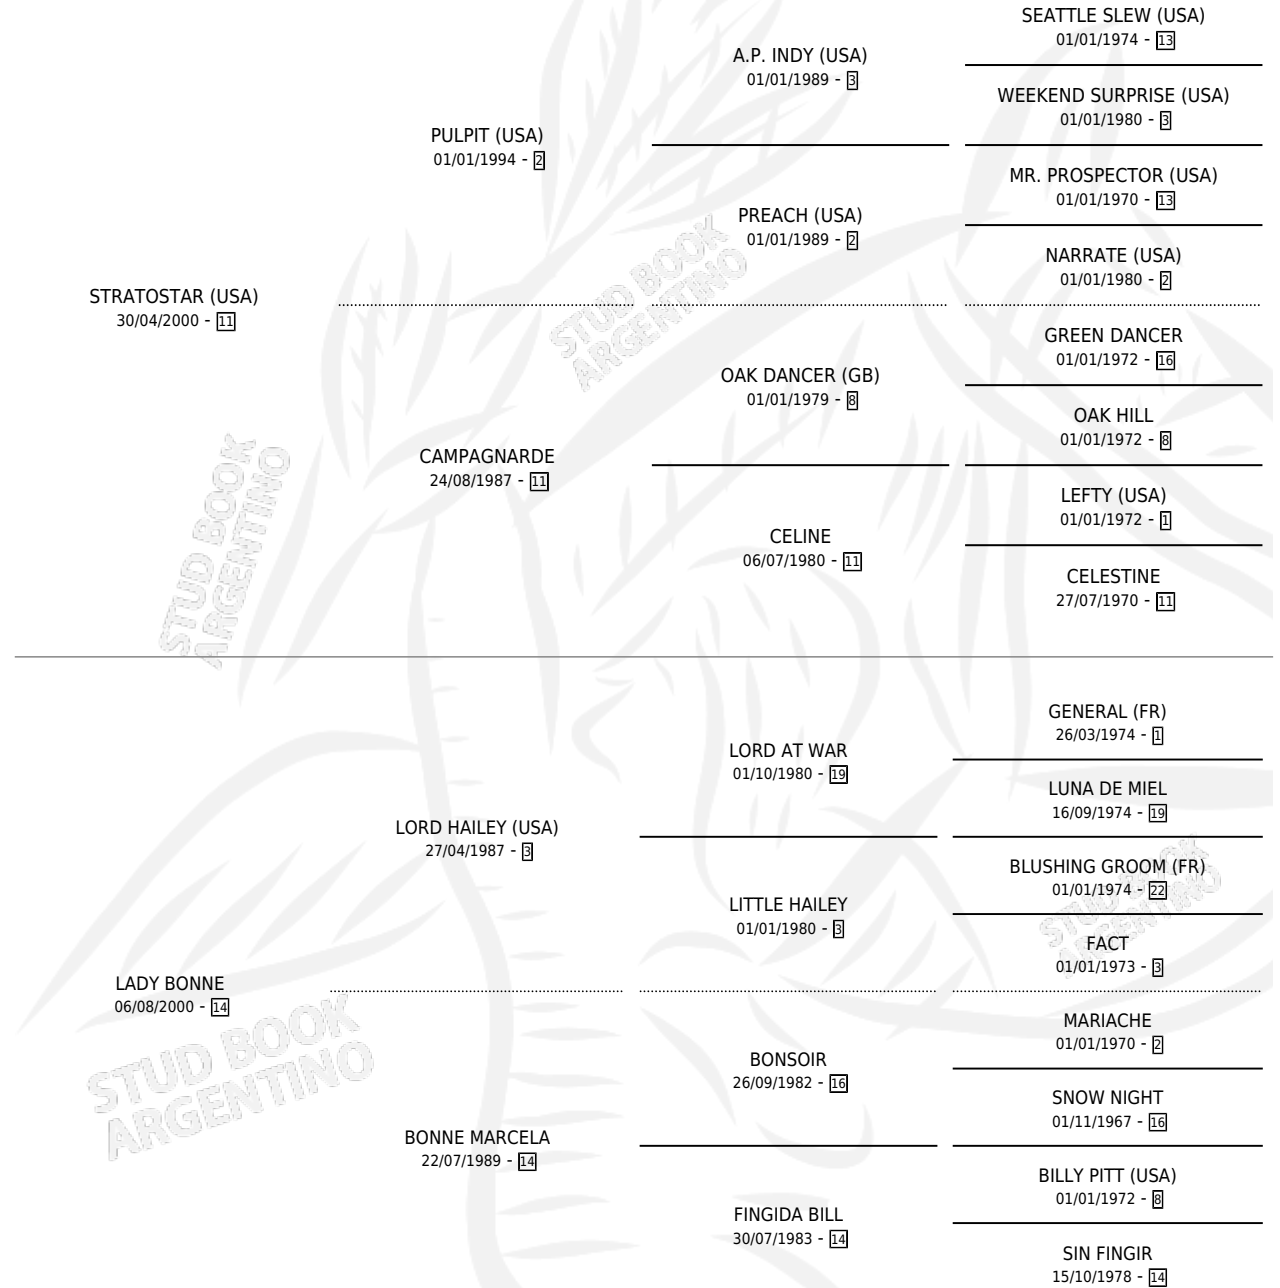 SEATTLE SLEW (USA)
01/01/1974 - 13
A.P. INDY (USA)
01/01/1989 - 3
WEEKEND SURPRISE (USA)
01/01/1980 - 3
PULPIT (USA)
01/01/1994 - 2
MR. PROSPECTOR (USA)
01/01/1970 - 13
PREACH (USA)
01/01/1989 - 2
NARRATE (USA)
01/01/1980 - 2
STRATOSTAR (USA)
30/04/2000 - 11
GREEN DANCER
01/01/1972 - 16
OAK DANCER (GB)
01/01/1979 - 8
OAK HILL
01/01/1972 - 8
CAMPAGNARDE
24/08/1987 - 11
LEFTY (USA)
01/01/1972 - 1
CELINE
06/07/1980 - 11
CELESTINE
27/07/1970 - 11
GENERAL (FR)
26/03/1974 - 1
LORD AT WAR
01/10/1980 - 19
LUNA DE MIEL
16/09/1974 - 19
LORD HAILEY (USA)
27/04/1987 - 3
BLUSHING GROOM (FR)
01/01/1974 - 22
LITTLE HAILEY
01/01/1980 - 3
FACT
01/01/1973 - 3
LADY BONNE
06/08/2000 - 14
MARIACHE
01/01/1970 - 2
BONSOIR
26/09/1982 - 16
SNOW NIGHT
01/11/1967 - 16
BONNE MARCELA
22/07/1989 - 14
BILLY PITT (USA)
01/01/1972 - 8
FINGIDA BILL
30/07/1983 - 14
SIN FINGIR
15/10/1978 - 14
STUD BOOK
ARGENTINO
STUD BOOK
ARGENTINO
STUD BOOK
ARGENTINO
STUD BOOK
ARGENTINO